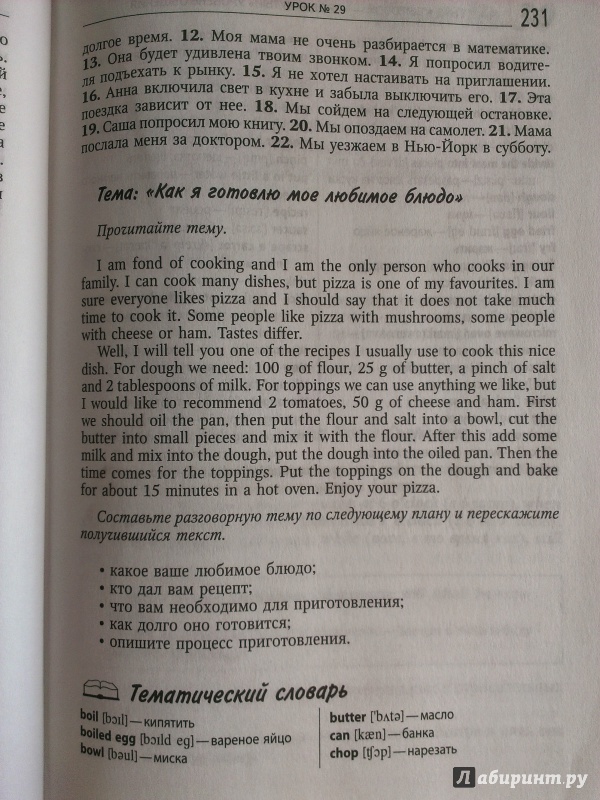 УРОК № 29
231
долгое время. 12. Моя мама не очень разбирается в математике.
13. Она будет удивлена твоим звонком. 14. Я попросил водите-
ля подъехать к рынку. 15. Я не хотел настаивать на приглашении.
16. Анна включила свет в кухне и забыла выключить его. 17. Эта
поездка зависит от нее. 18. Мы сойдем на следующей остановке.
19. Саша попросил мою книгу. 20. Мы опоздаем на самолет. 21. Мама
послала меня за доктором. 22. Мы уезжаем в Нью-Йорк в субботу.
Тема: «Как я готовлю мое любимое блюдо»
Прочитайте тему.
I am fond of cooking and I am the only person who cooks in our
family. I can cook many dishes, but pizza is one of my favourites. I am
sure everyone likes pizza and I should say that it does not take much
time to cook it. Some people like pizza with mushrooms, some people
with cheese or ham. Tastes differ.
Well, I will tell you one of the recipes I usually use to cook this nice
dish. For dough we need: 100 g of flour, 25 g of butter, a pinch of salt
and 2 tablespoons of milk. For toppings we can use anything we like, but
I would like to recommend 2 tomatoes, 50 g of cheese and ham. First
we should oil the pan, then put the flour and salt into a bowl, cut the
butter into small pieces and mix it with the flour. After this add some
milk and mix into the dough, put the dough into the oiled pan. Then the
time comes for the toppings. Put the toppings on the dough and bake
for about 15 minutes in a hot oven. Enjoy your pizza.
Составьте разговорную тему по следующему плану и перескажите
получившийся текст.
• какое ваше любимое блюдо;
• кто дал вам рецепт;
• что вам необходимо для приготовления;
• как долго оно готовится;
• опишите процесс приготовления.
Тематический словарь
boil [bɔıl] — кипятить
boiled egg [bɔıld eg] — вареное яйцо
bowl [bəul] — миска
butter ['bʌtə] — масло
can [kæn] — банка
chop [tʃɔp] — нарезать
Лабиринт.ру